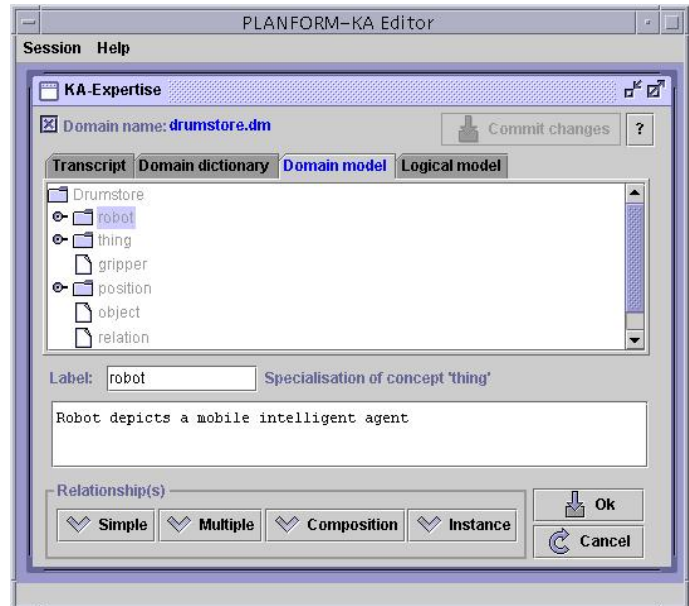 PLANFORM-KA Editor
Session Help
KA-Expertise
Domain name: drumstore.dm
Commit changes
?
Transcript Domain dictionary Domain model Logical model
Drumstore
robot
thing
gripper
position
object
relation
Label: robot Specialisation of concept 'thing'
Robot depicts a mobile intelligent agent
Relationship(s)
Simple Multiple Composition Instance
Ok
Cancel